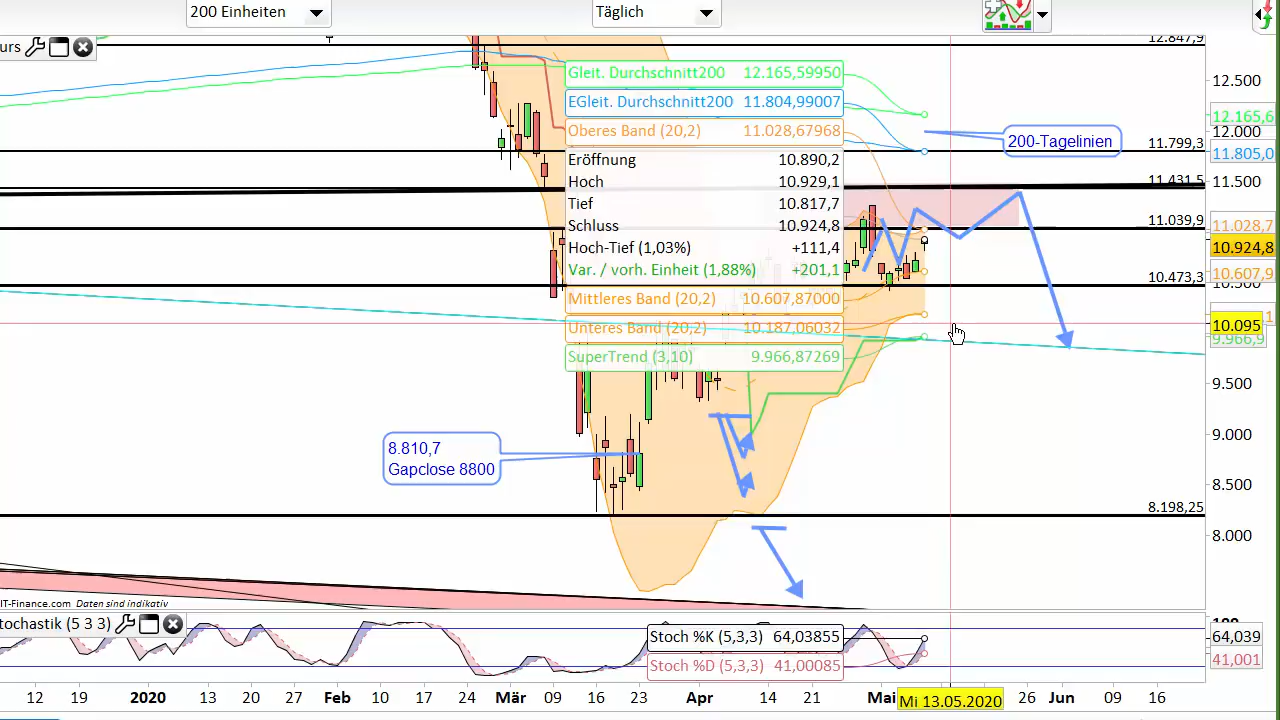 200 Einheiten
Täglich
urs
12.847,9
12.500
Gleit. Durchschnitt200 12.165,59950
12.165,6
EGleit. Durchschnitt200 11.804,99007
12.000
Oberes Band (20,2) 11.028,67968
200-Tagelinien
11.799,3
11.805,0
Eröffnung 10.890,2
Hoch 10.929,1
11.431,5
11.500
Tief 10.817,7
Schluss 10.924,8
11.039,9
11.028,7
Hoch-Tief (1,03%) +111,4
10.924,8
Var. / vorh. Einheit (1,88%) +201,1
10.473,3
10.607,9
10.500
Mittleres Band (20,2) 10.607,87000
Unteres Band (20,2) 10.187,06032
10.095
9.966,9
SuperTrend (3,10) 9.966,87269
9.500
9.000
8.810,7
Gapclose 8800
8.500
8.198,25
8.000
IT-Finance.com Daten sind indikativ
tochastik (5 3 3)
100
Stoch %K (5,3,3) 64,03855
64,039
Stoch %D (5,3,3) 41,00085
41,001
12 19 2020 13 20 27 Feb 10 17 24 Mär 09 16 23 Apr 14 21 Mai Mi 13.05.2020 26 Jun 09 16